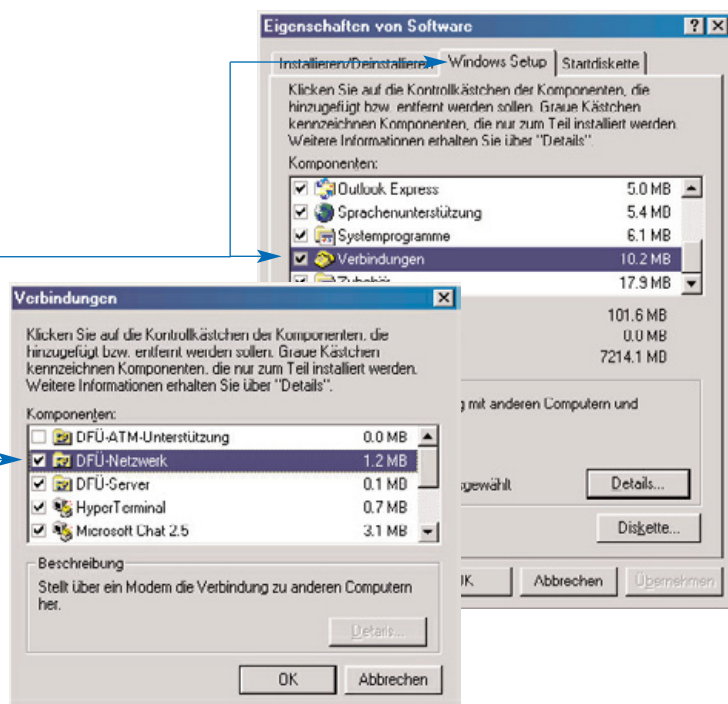 Eigenschaften von Software
Installieren/Deinstallieren Windows Setup Startdiskette
Klicken Sie auf die Kontrollkästchen der Komponenten, die
hinzugefügt bzw. entfernt werden sollen. Graue Kästchen
kennzeichnen Komponenten, die nur zum Teil installiert werden.
Weitere Informationen erhalten Sie über "Details".
Komponenten:
Outlook Express 5.0 MB
Sprachenunterstützung 5.4 MB
Systemprogramme 6.1 MB
Verbindungen 10.2 MB
Zubehör 17.9 MB
101.6 MB
0.0 MB
7214.1 MB
mit anderen Computern und
Details...
Diskette...
Abbrechen Übernehmen
Verbindungen
Klicken Sie auf die Kontrollkästchen der Komponenten, die
hinzugefügt bzw. entfernt werden sollen. Graue Kästchen
kennzeichnen Komponenten, die nur zum Teil installiert werden.
Weitere Informationen erhalten Sie über "Details".
Komponenten:
DFÜ-ATM-Unterstützung 0.0 MB
DFÜ-Netzwerk 1.2 MB
DFÜ-Server 0.1 MB
HyperTerminal 0.7 MB
Microsoft Chat 2.5 3.1 MB
Beschreibung
Stellt über ein Modem die Verbindung zu anderen Computern
her.
Details...
OK Abbrechen